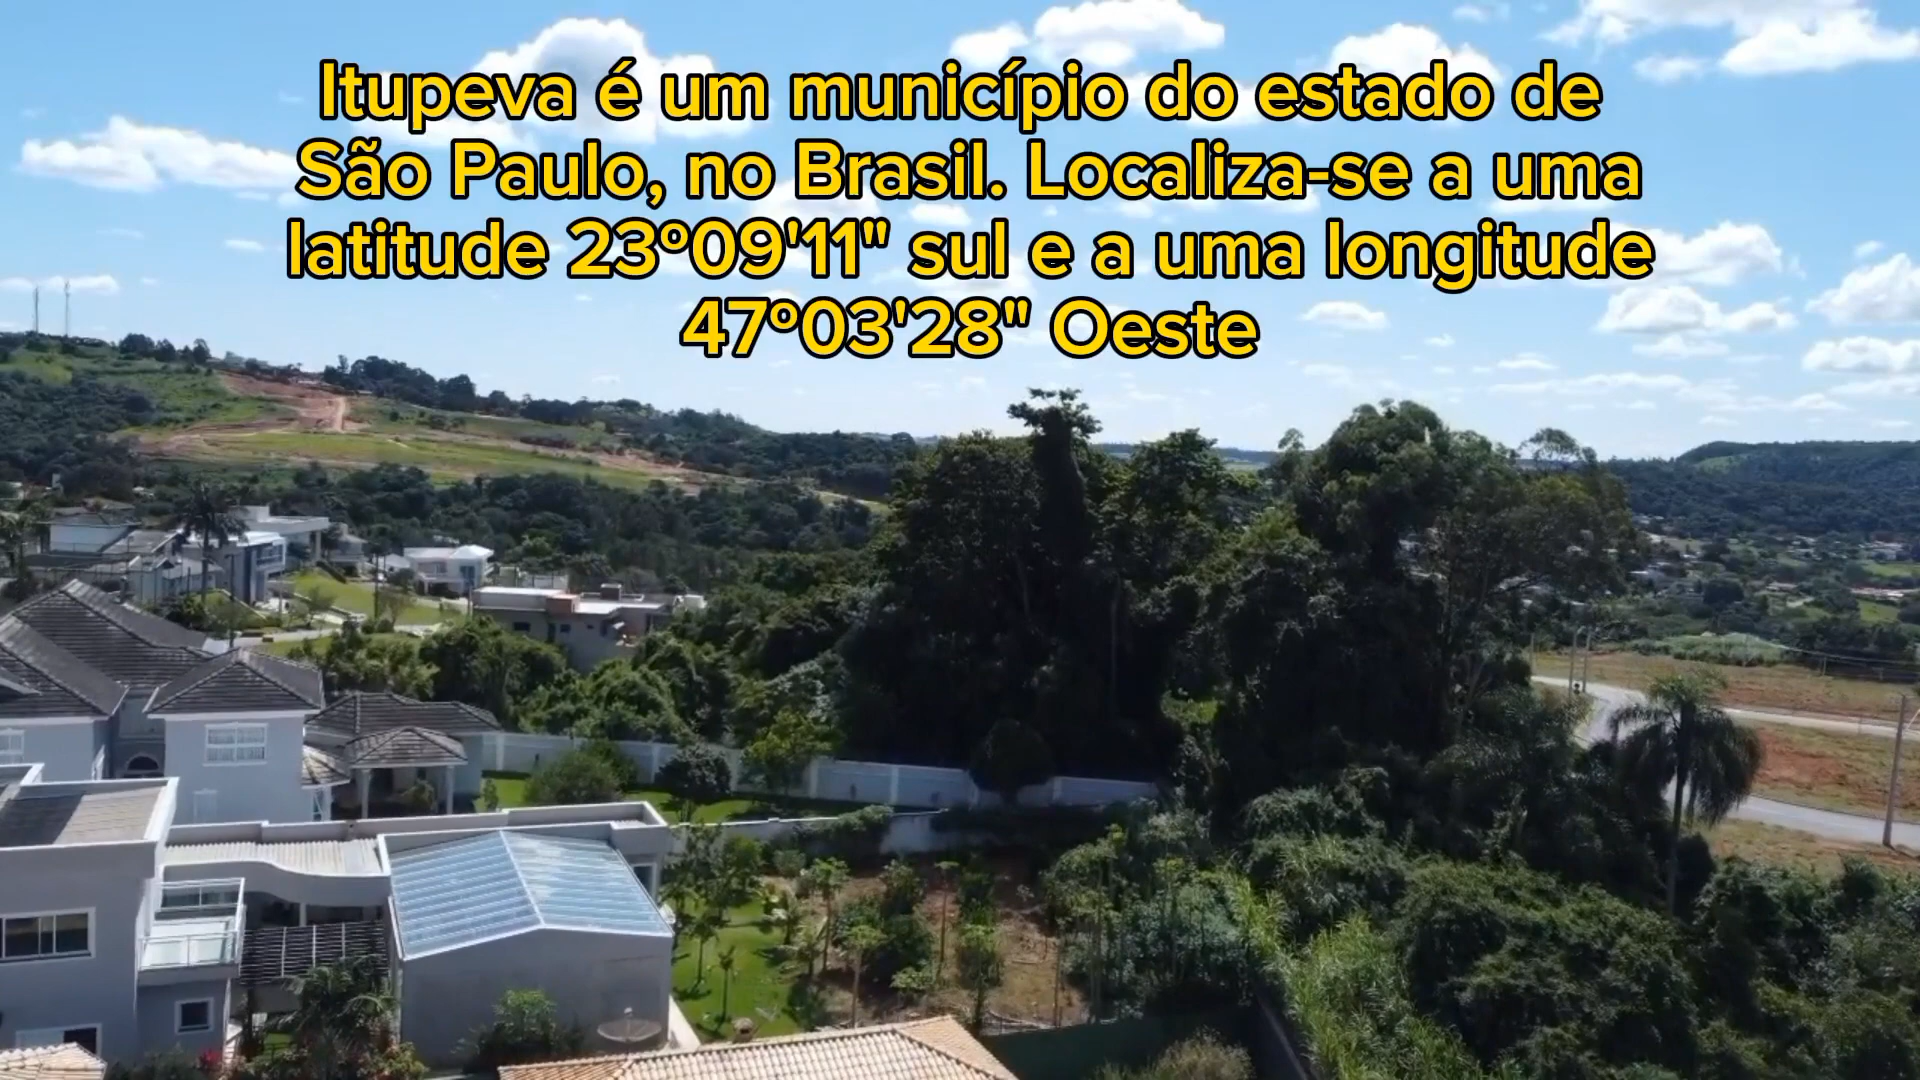 Itupeva é um município do estado de
São Paulo, no Brasil. Localiza-se a uma
latitude 23º09'11" sul e a uma longitude
47º03'28" Oeste